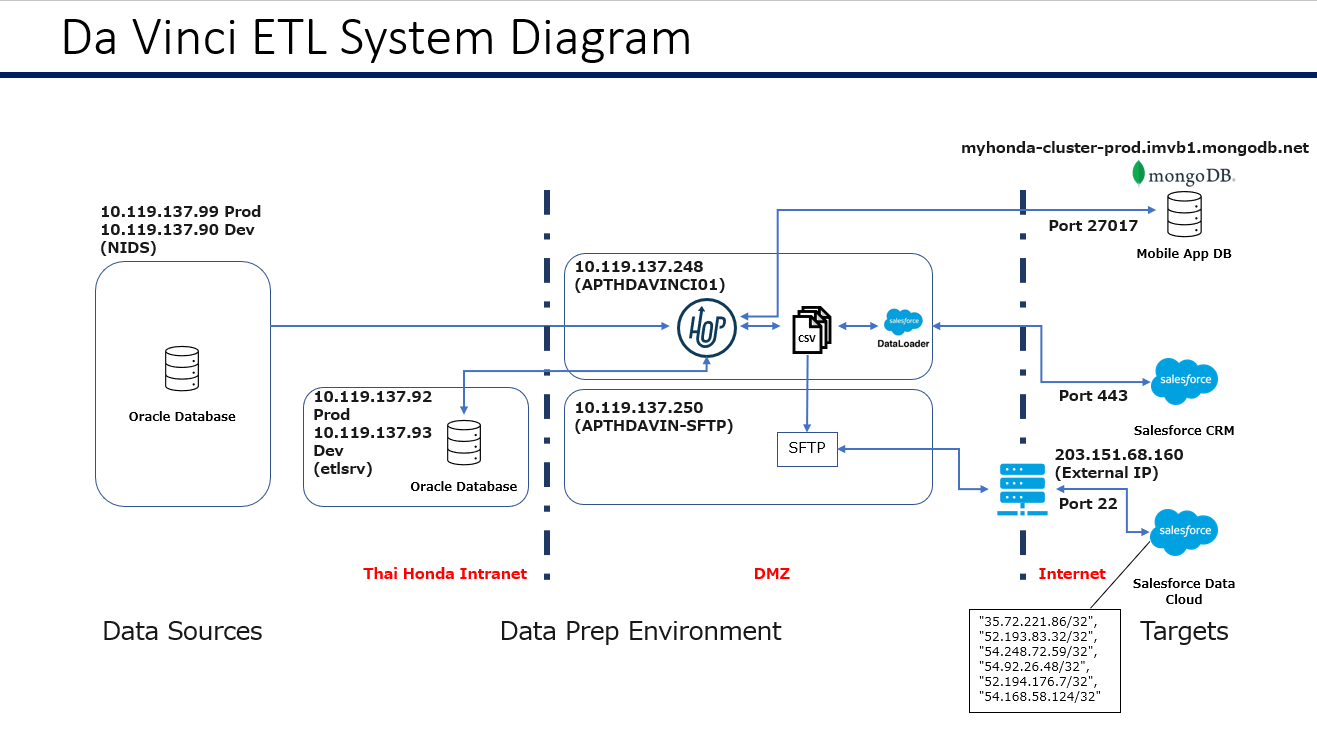 Da Vinci ETL System Diagram
myhonda-cluster-prod.imvb1.mongodb.net
mongoDB.
Port 27017
Mobile App DB
10.119.137.99 Prod
10.119.137.90 Dev
(NIDS)
Oracle Database
10.119.137.92
Prod
10.119.137.93
Dev
(etlsrv)
Oracle Database
10.119.137.248
(APTHDAVINCI01)
HOP
CSV
salesforce
DataLoader
10.119.137.250
(APTHDAVIN-SFTP)
SFTP
salesforce
Port 443
Salesforce CRM
203.151.68.160
(External IP)
Port 22
salesforce
Salesforce Data
Cloud
Thai Honda Intranet
DMZ
Internet
Data Sources
Data Prep Environment
Targets
"35.72.221.86/32",
"52.193.83.32/32",
"54.248.72.59/32",
"54.92.26.48/32",
"52.194.176.7/32",
"54.168.58.124/32"